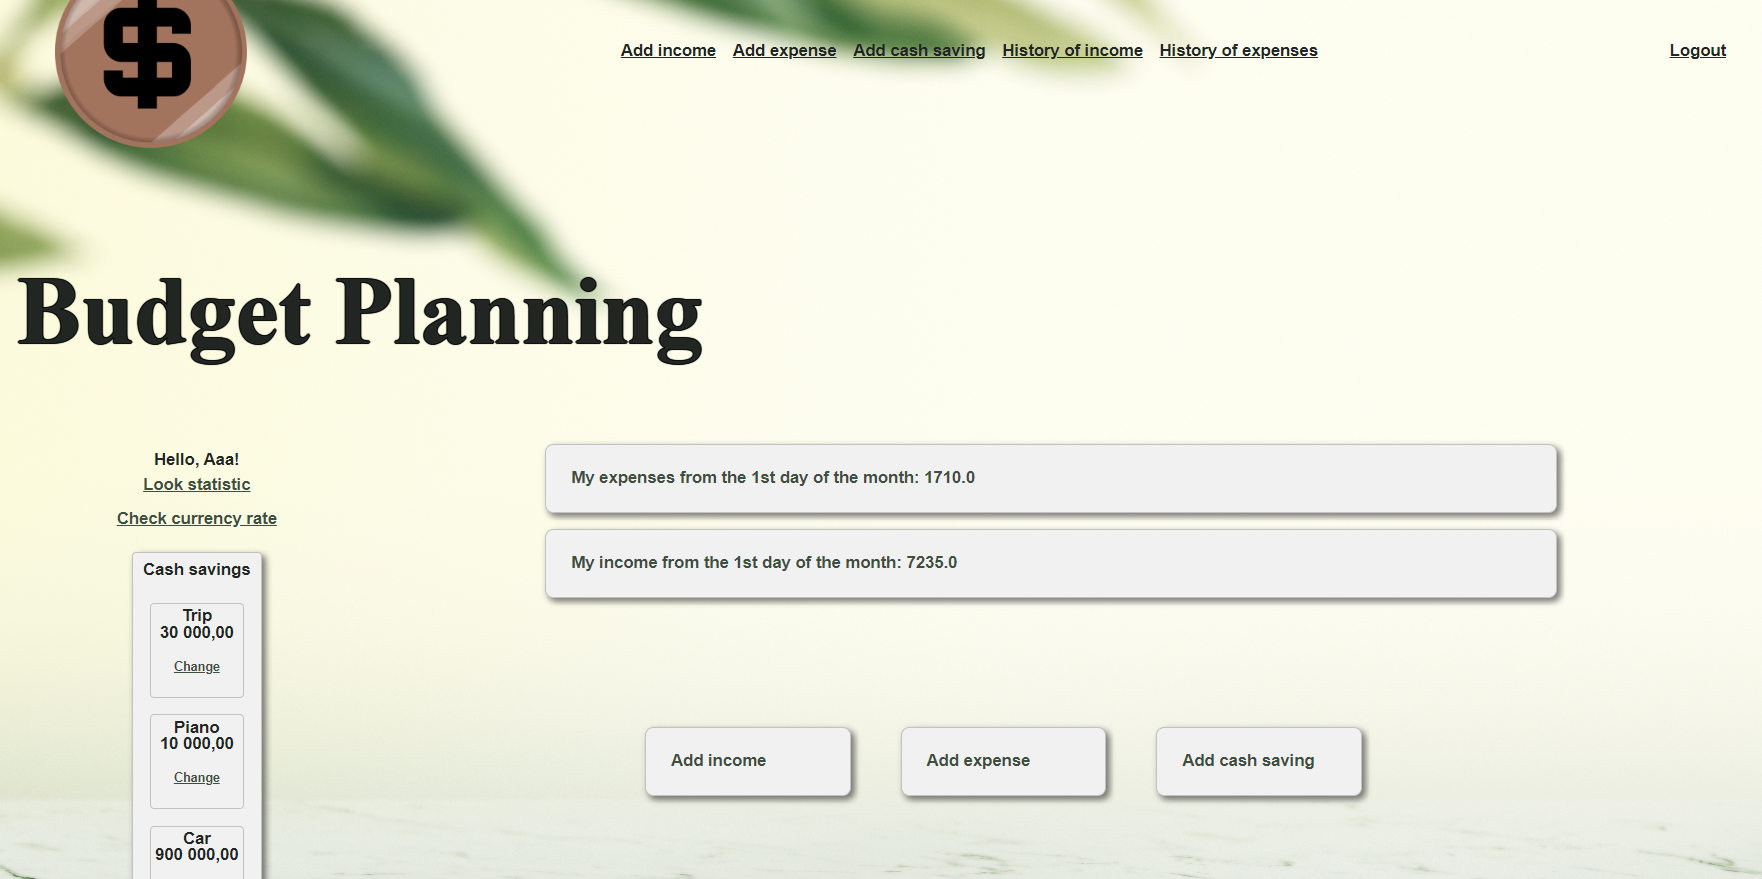 $
Add income Add expense Add cash saving History of income History of expenses Logout
Budget Planning
Hello, Aaa!
Look statistic
Check currency rate
Cash savings
Trip
30 000,00
Change
Piano
10 000,00
Change
Car
900 000,00
My expenses from the 1st day of the month: 1710.0
My income from the 1st day of the month: 7235.0
Add income
Add expense
Add cash saving